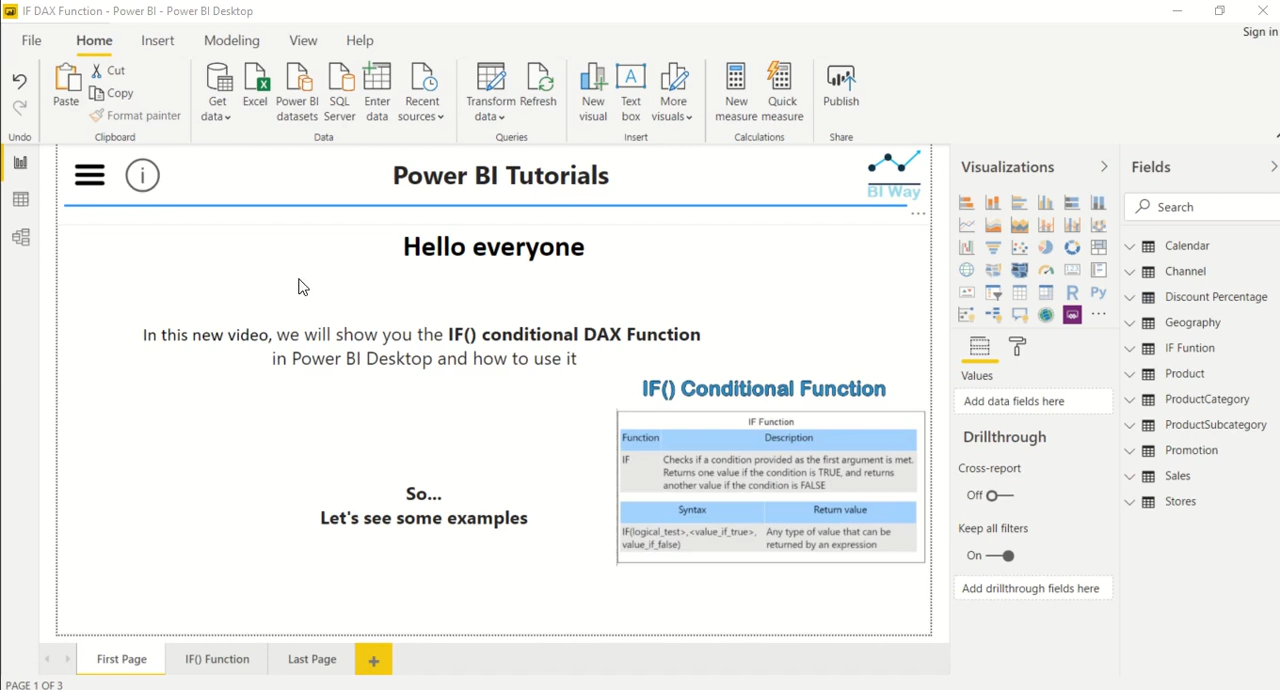 IF DAX Function - Power BI - Power BI Desktop
Sign in
File Home Insert Modeling View Help
Cut
Copy
Format painter
Paste
Get data
Excel
Power BI datasets
SQL Server
Enter data
Recent sources
Transform data
Refresh
New visual
Text box
More visuals
New measure
Quick measure
Publish
Undo Clipboard Data Queries Insert Calculations Share
i
Power BI Tutorials
BI Way
Hello everyone
In this new video, we will show you the IF() conditional DAX Function
in Power BI Desktop and how to use it
IF() Conditional Function
IF Function
Function Description
IF Checks if a condition provided as the first argument is met.
Returns one value if the condition is TRUE, and returns
another value if the condition is FALSE
Syntax Return value
IF(logical_test>,<value_if_true>, Any type of value that can be
value_if_false) returned by an expression
So...
Let's see some examples
Visualizations
R Py
Values
Add data fields here
Drillthrough
Cross-report
Off
Keep all filters
On
Add drillthrough fields here
Fields
Search
Calendar
Channel
Discount Percentage
Geography
IF Funtion
Product
ProductCategory
ProductSubcategory
Promotion
Sales
Stores
First Page IF() Function Last Page +
PAGE 1 OF 3